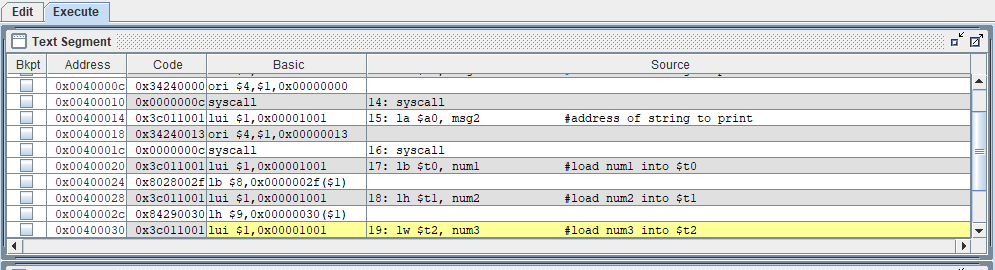 Edit Execute
Text Segment
Bkpt Address Code Basic Source
0x0040000c 0x34240000 ori $4,$1,0x00000000
0x00400010 0x0000000c syscall 14: syscall
0x00400014 0x3c011001 lui $1,0x00001001 15: la $a0, msg2 #address of string to print
0x00400018 0x34240013 ori $4,$1,0x00000013
0x0040001c 0x0000000c syscall 16: syscall
0x00400020 0x3c011001 lui $1,0x00001001 17: lb $t0, num1 #load num1 into $t0
0x00400024 0x8028002f lb $8,0x0000002f($1)
0x00400028 0x3c011001 lui $1,0x00001001 18: lh $t1, num2 #load num2 into $t1
0x0040002c 0x84290030 lh $9,0x00000030($1)
0x00400030 0x3c011001 lui $1,0x00001001 19: lw $t2, num3 #load num3 into $t2